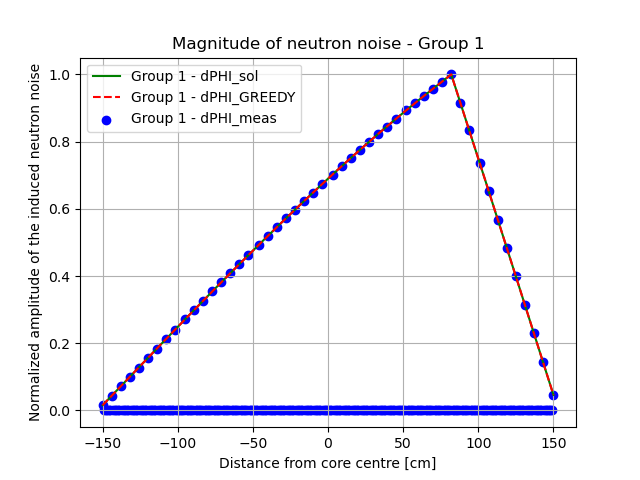 Magnitude of neutron noise - Group 1
Normalized amplitude of the induced neutron noise
1.0
0.8
0.6
0.4
0.2
0.0
Group 1 - dPHI_sol
Group 1 - dPHI_GREEDY
Group 1 - dPHI_meas
−150 −100 −50 0 50 100 150
Distance from core centre [cm]